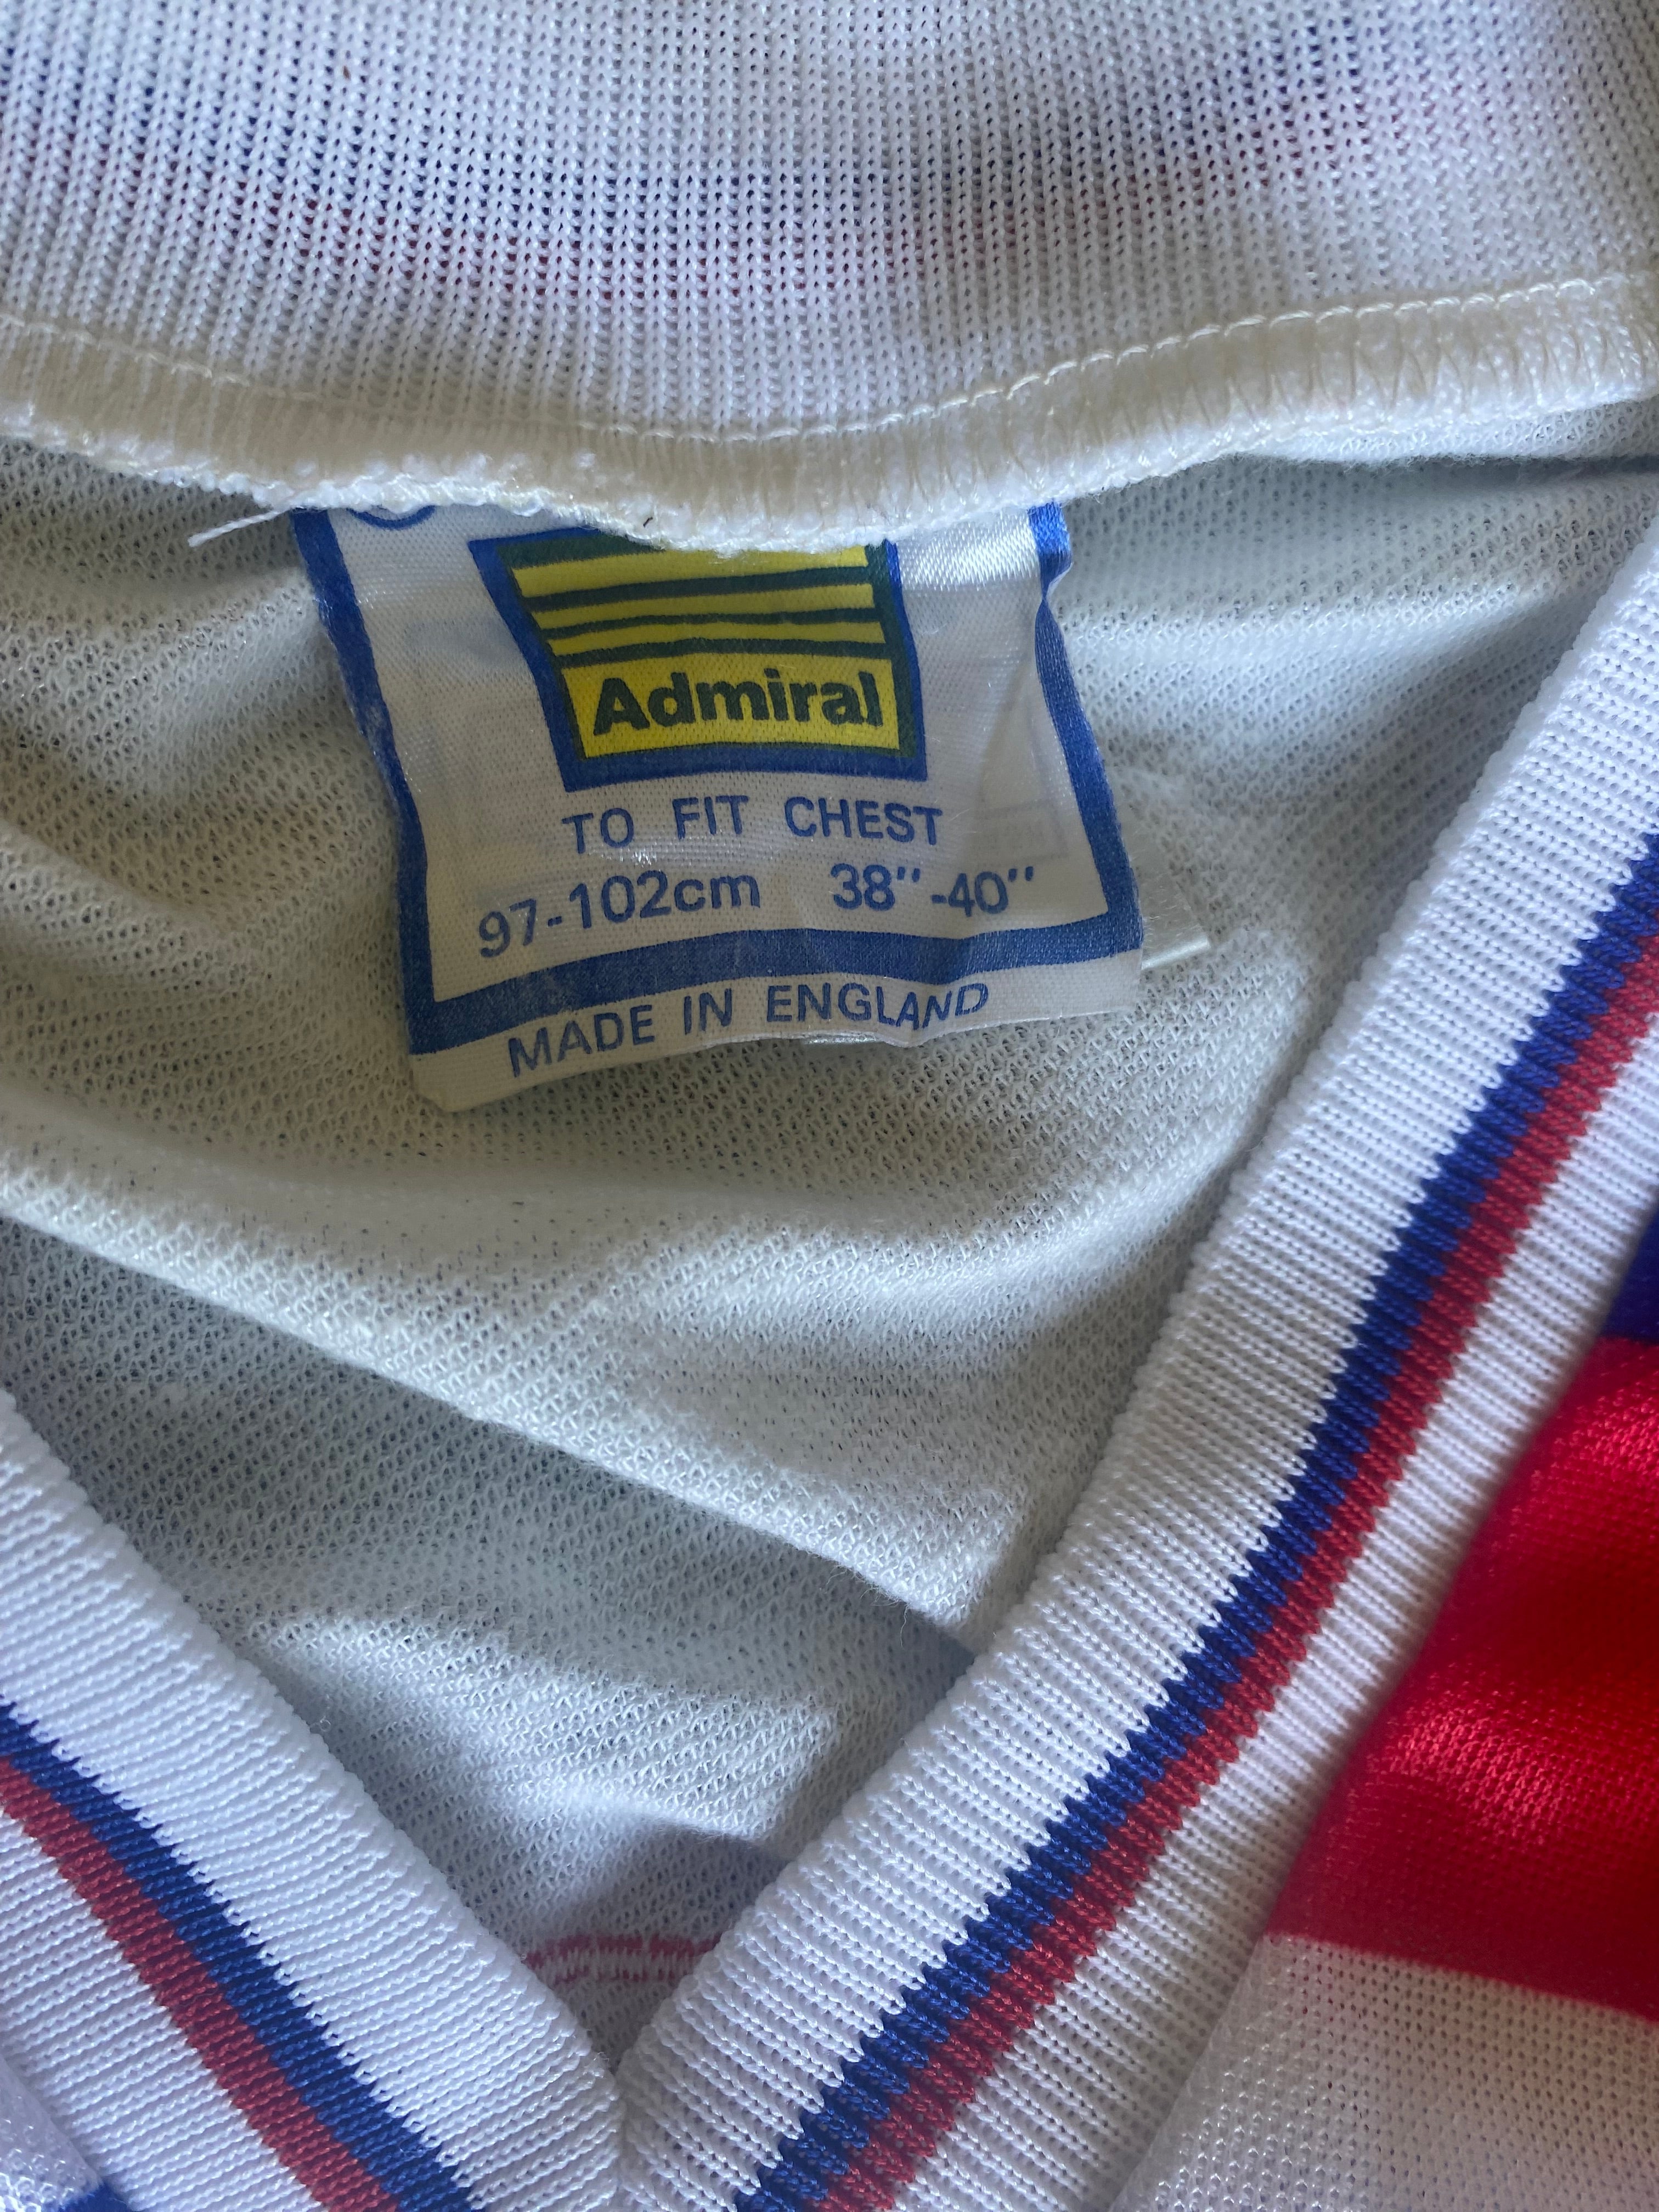 Admiral
TO FIT CHEST
97-102cm 38"-40"
MADE IN ENGLAND